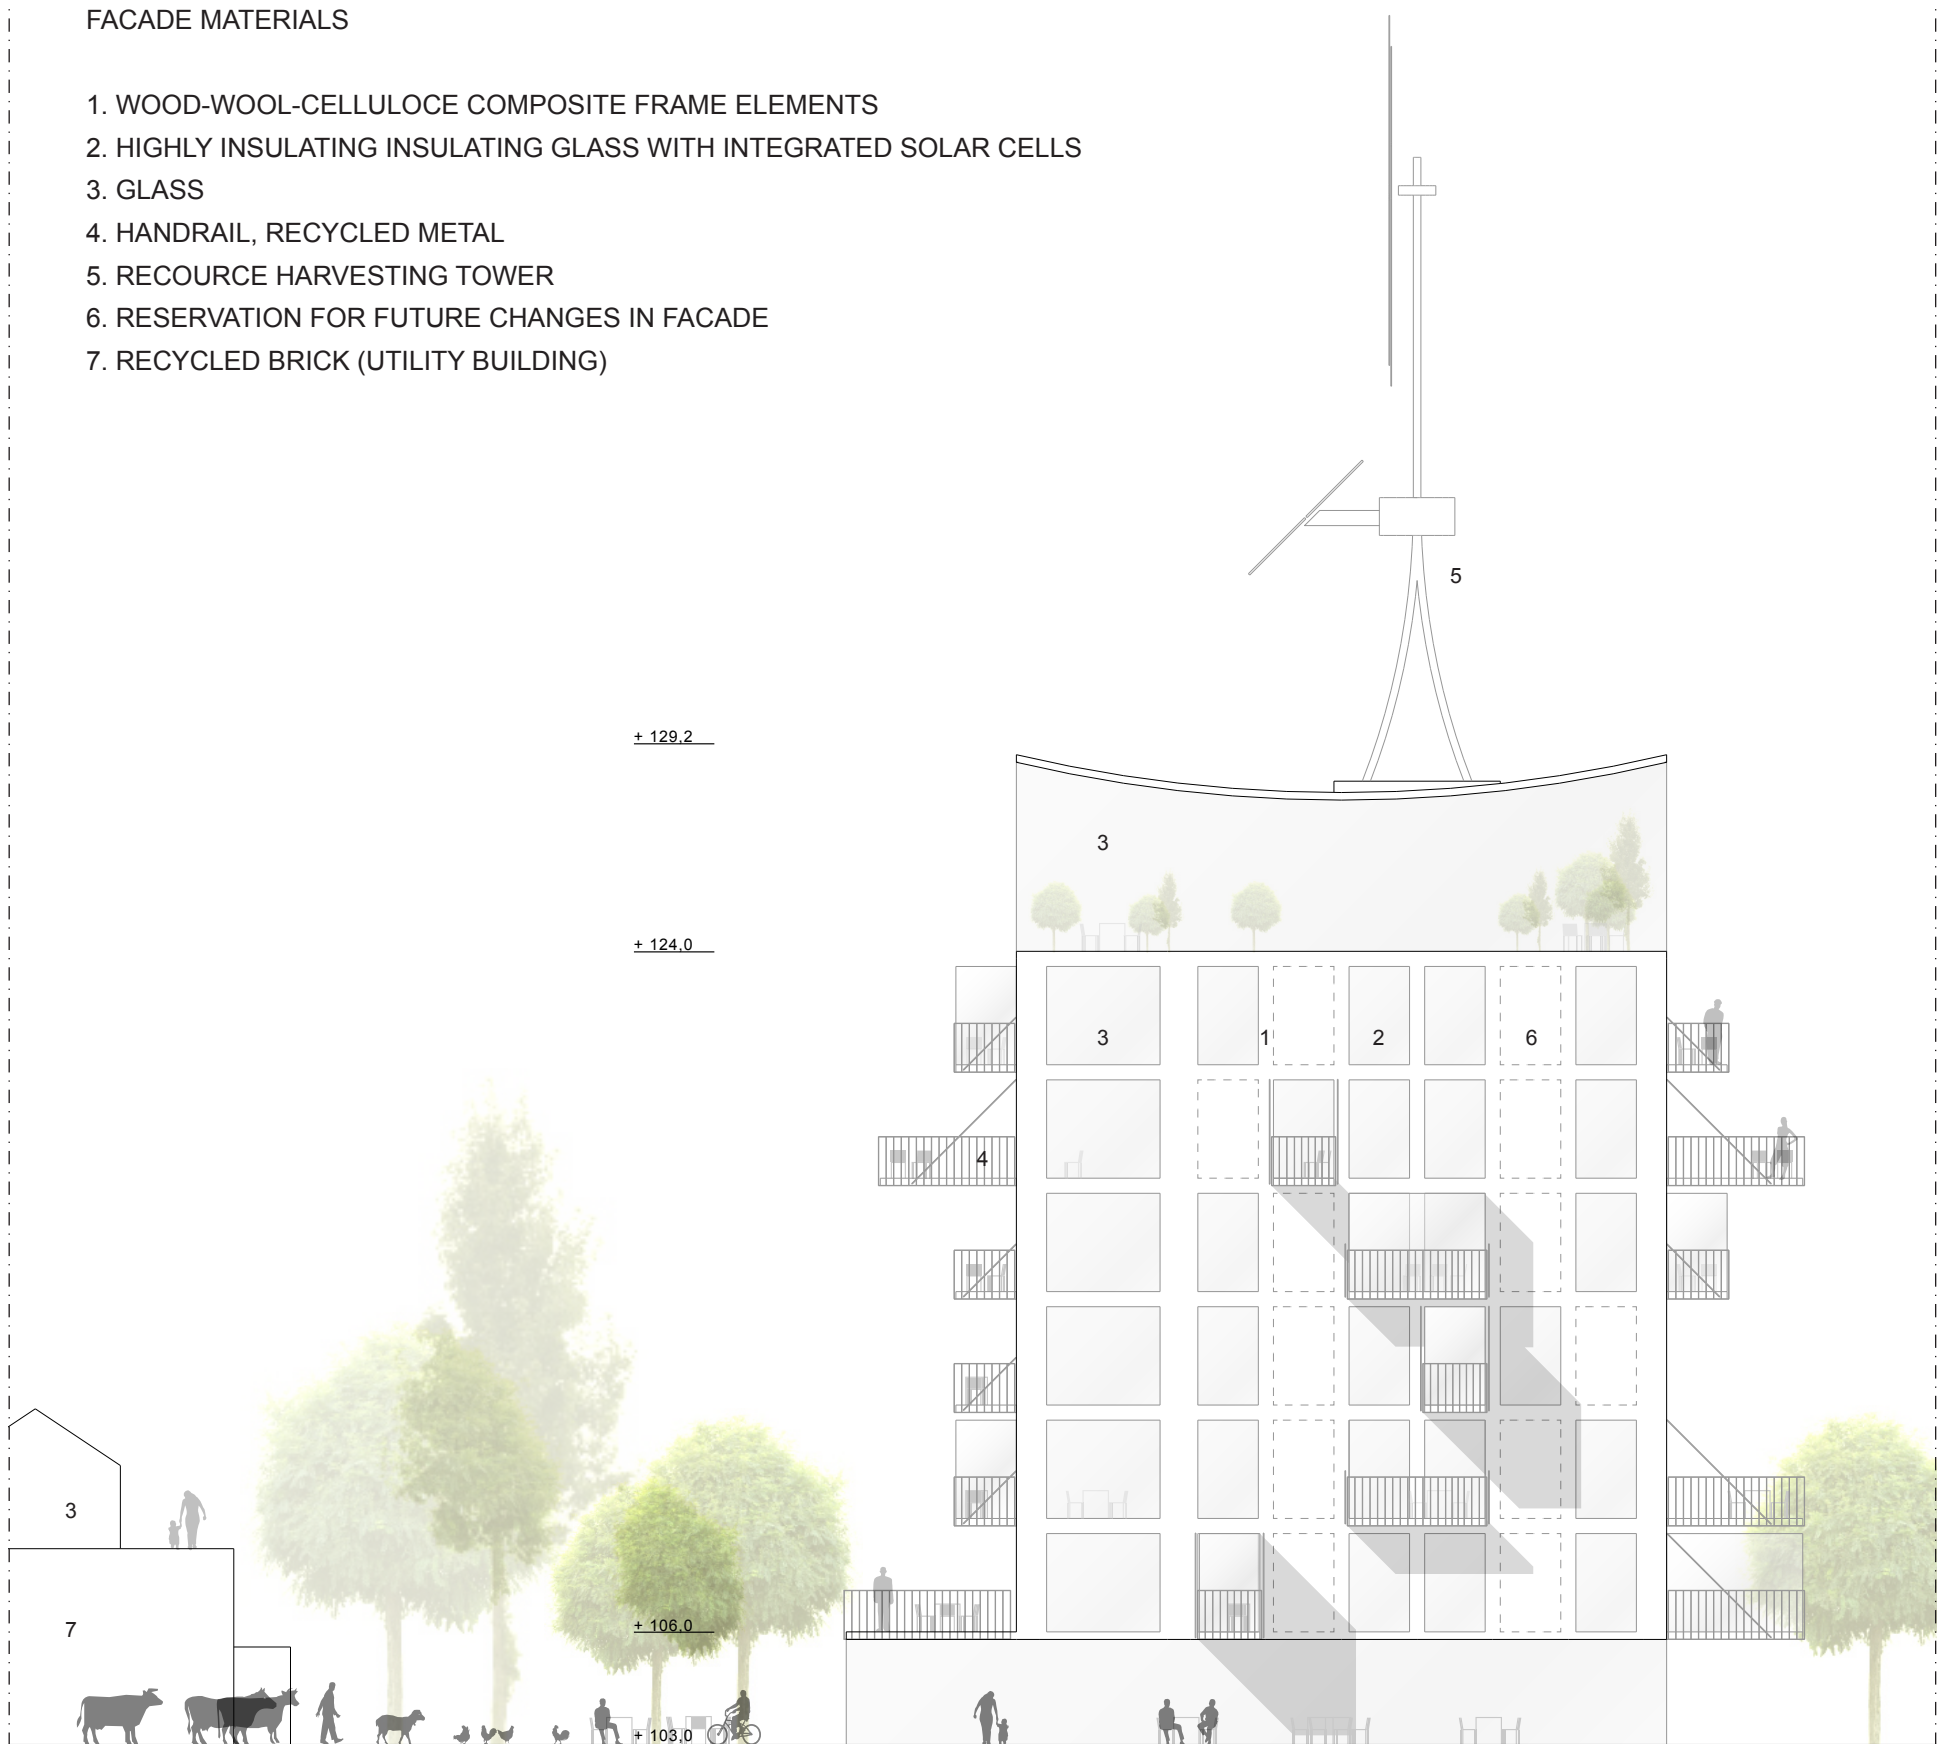 FACADE MATERIALS
1. WOOD-WOOL-CELLULOCE COMPOSITE FRAME ELEMENTS
2. HIGHLY INSULATING INSULATING GLASS WITH INTEGRATED SOLAR CELLS
3. GLASS
4. HANDRAIL, RECYCLED METAL
5. RECOURCE HARVESTING TOWER
6. RESERVATION FOR FUTURE CHANGES IN FACADE
7. RECYCLED BRICK (UTILITY BUILDING)
5
+ 129,2
3
+ 124,0
3 1 2 6
4
3
7
+ 106,0
+ 103,0